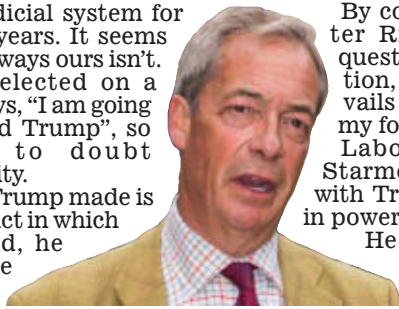 dicial system for
years. It seems
ways ours isn't.
elected on a
ys, "I am going
d Trump", so
to doubt
ity.
Trump made is
ct in which
d, he
e
By co
ter Ri
quest
tion,
vails
my fo
Labo
Starme
with Tr
in power
He